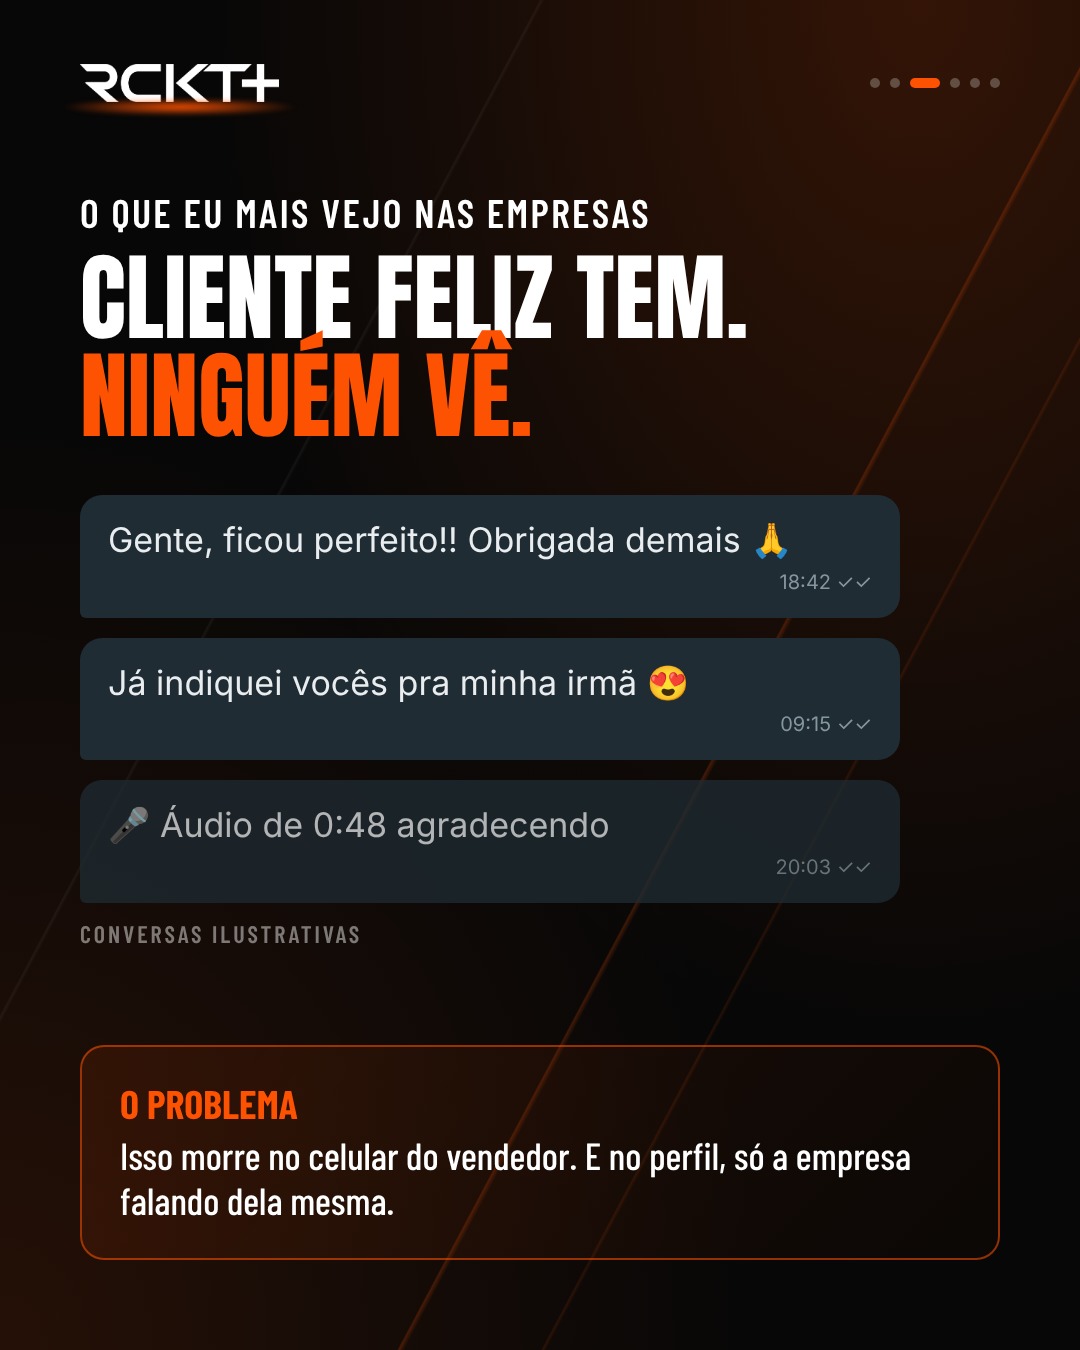 RCKT+
O QUE EU MAIS VEJO NAS EMPRESAS
CLIENTE FELIZ TEM.
NINGUÉM VÊ.
Gente, ficou perfeito!! Obrigada demais 🙏
18:42 ✓✓
Já indiquei vocês pra minha irmã 😍
09:15 ✓✓
🎤 Áudio de 0:48 agradecendo
20:03 ✓✓
CONVERSAS ILUSTRATIVAS
O PROBLEMA
Isso morre no celular do vendedor. E no perfil, só a empresa
falando dela mesma.